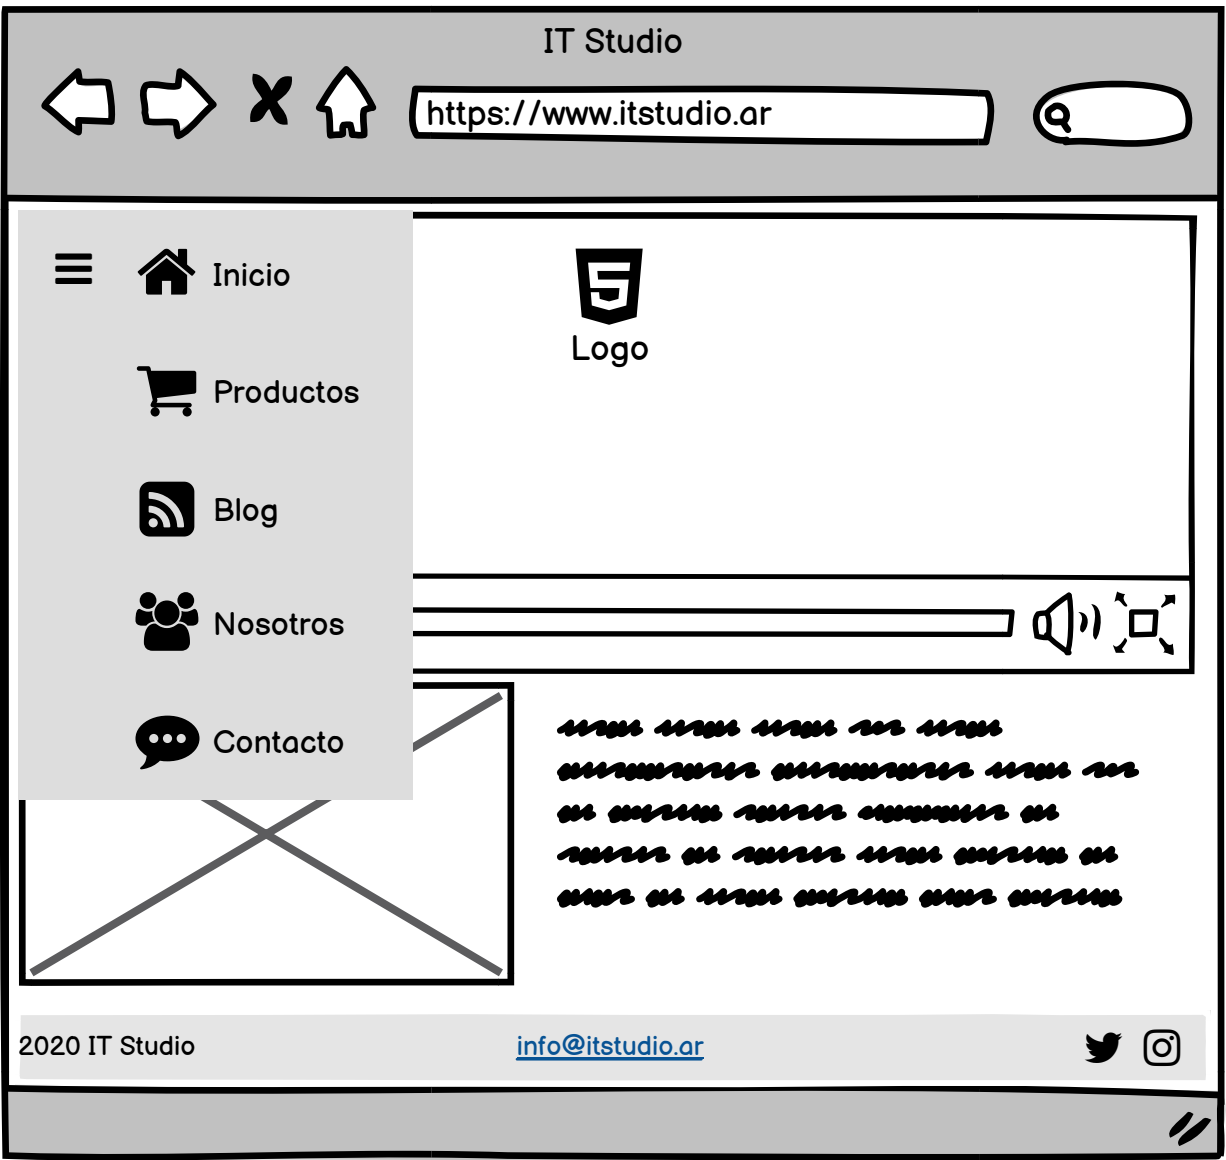 IT Studio
https://www.itstudio.ar
Inicio
Logo
Productos
Blog
Nosotros
Contacto
2020 IT Studio
info@itstudio.ar